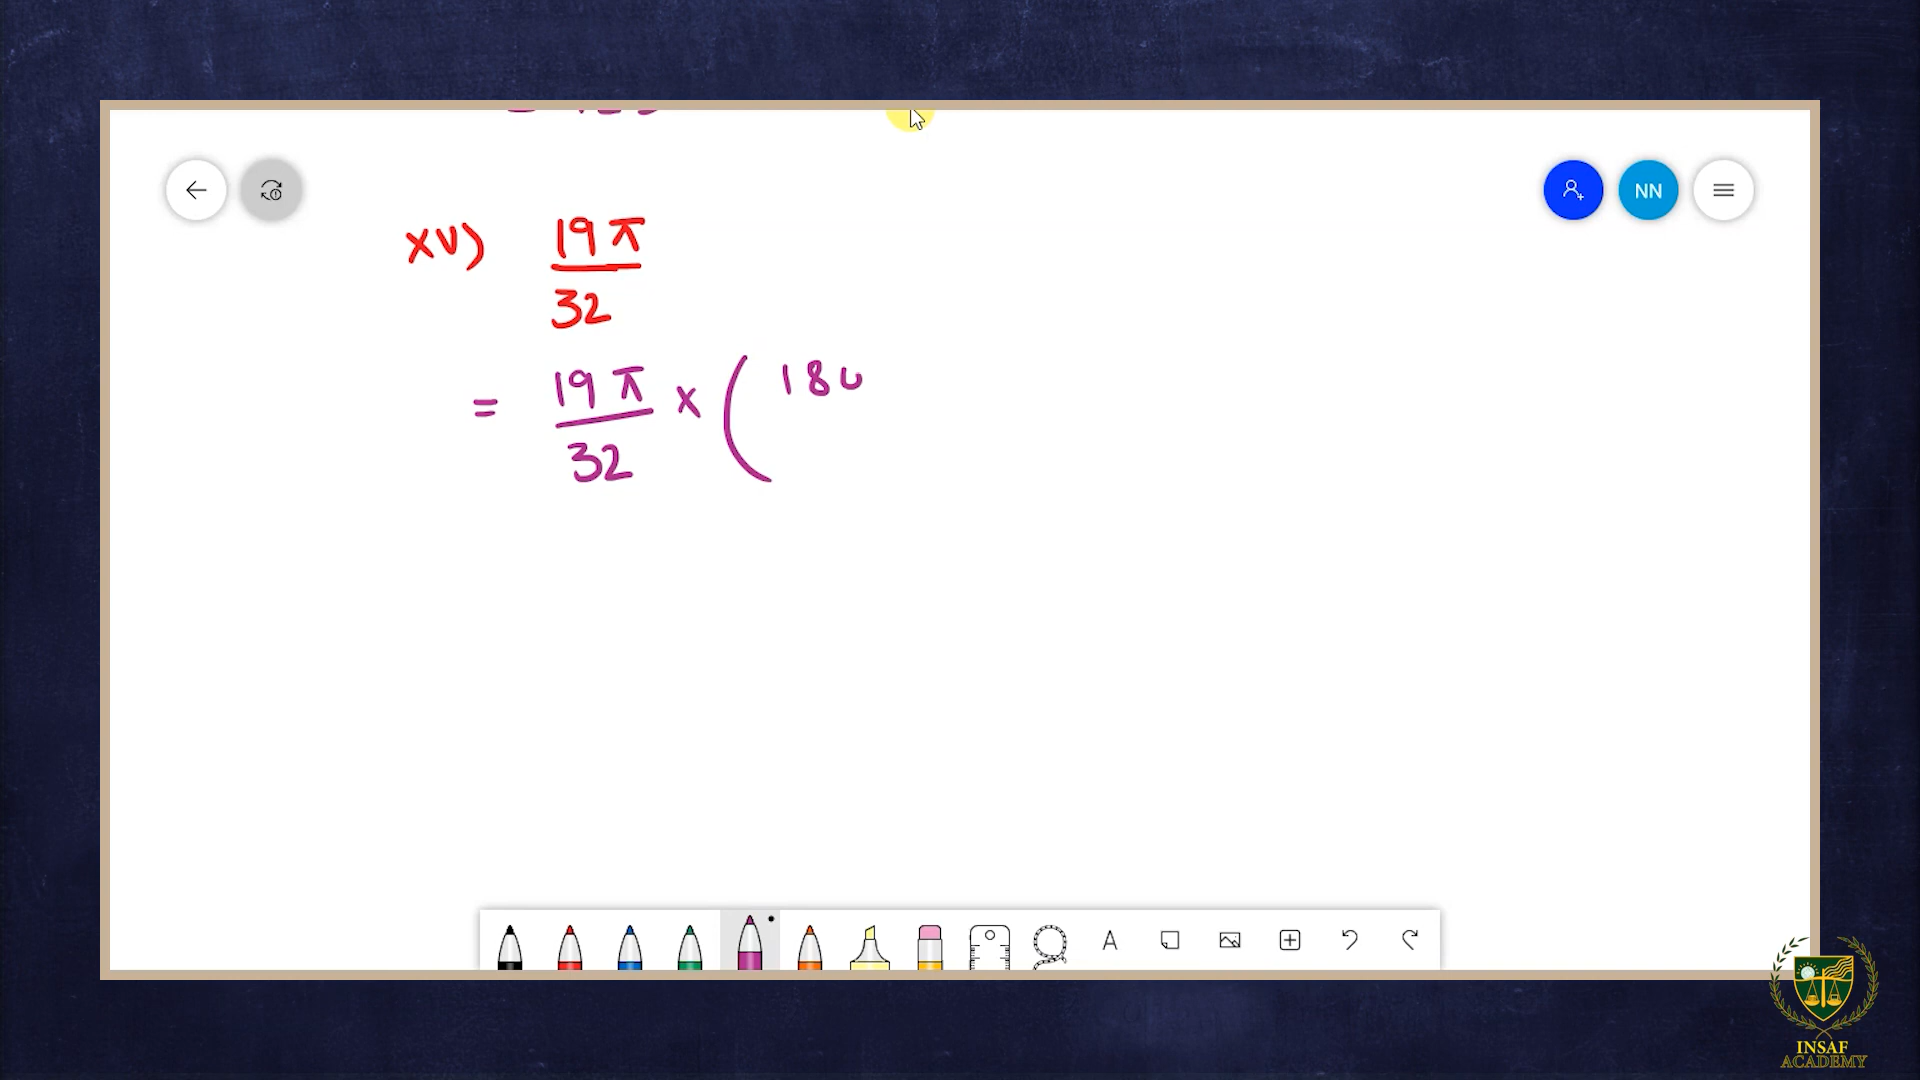 xv) 19π
32
= 19π × ( 180
32
NN
A
INSAF
ACADEMY